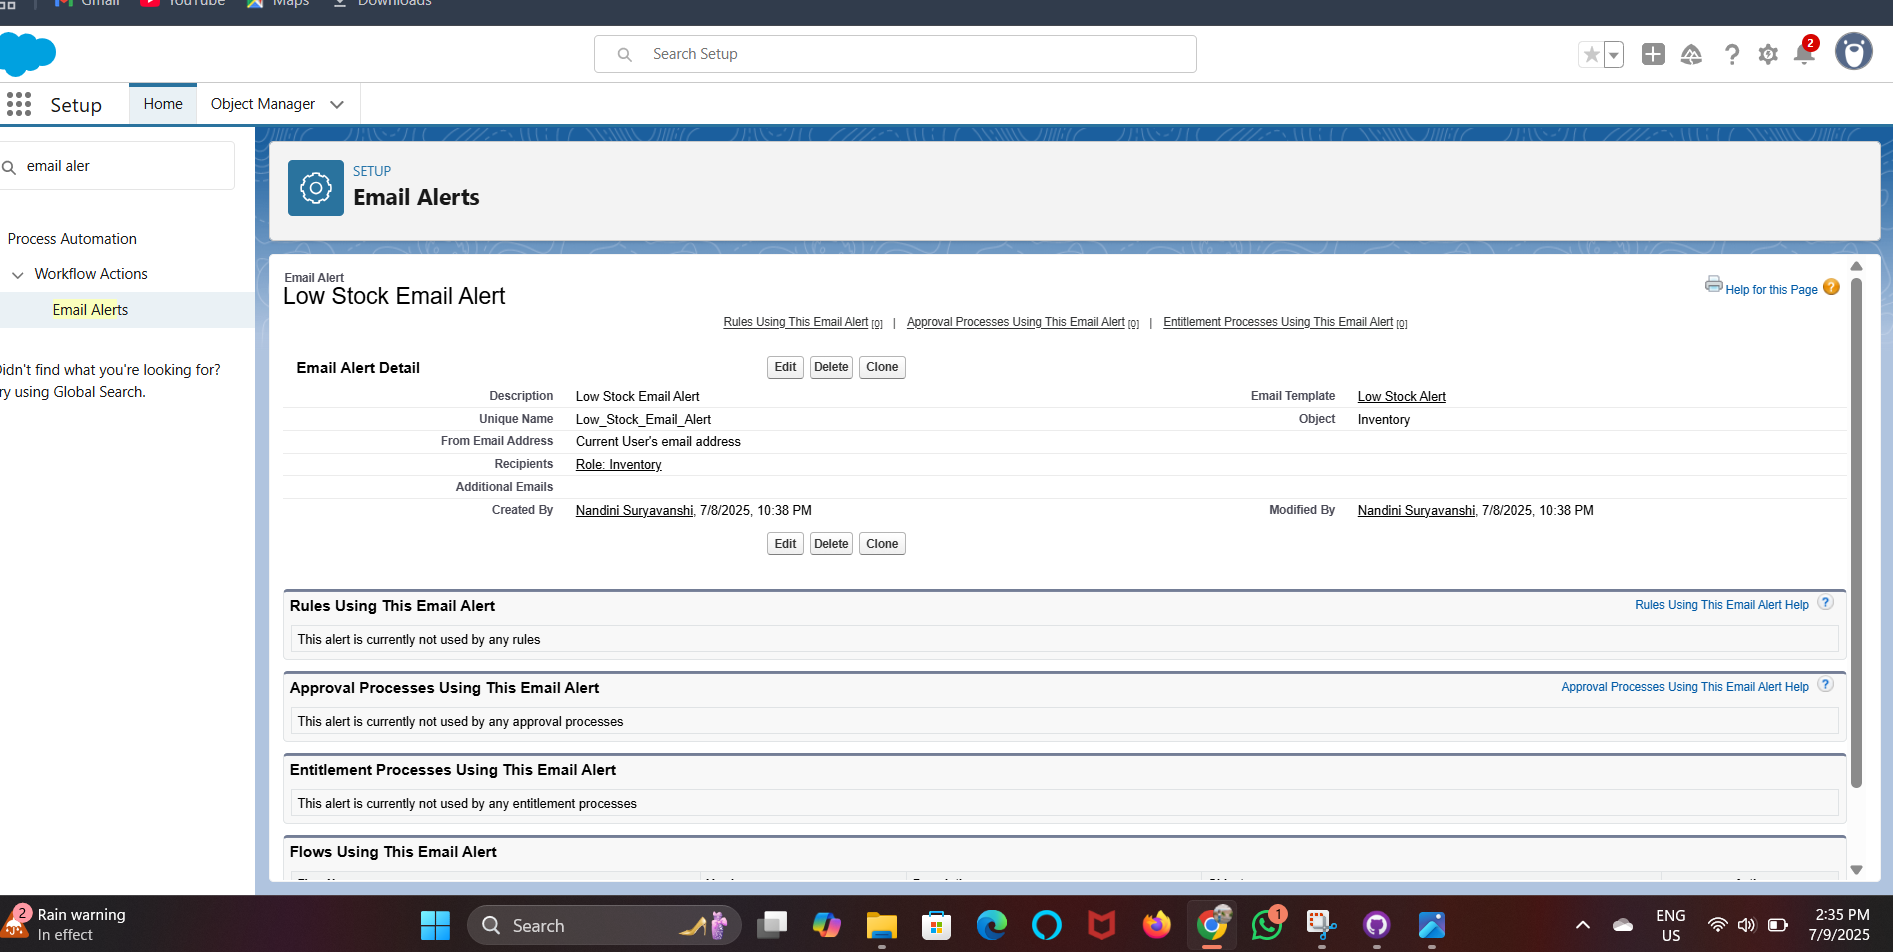 Gmail YouTube Maps Downloads
Search Setup
2
Setup Home Object Manager
email aler
SETUP
Email Alerts
Process Automation
Workflow Actions
Email Alerts
idn't find what you're looking for?
ry using Global Search.
Email Alert
Low Stock Email Alert
Help for this Page ?
Rules Using This Email Alert [0] | Approval Processes Using This Email Alert [0] | Entitlement Processes Using This Email Alert [0]
Email Alert Detail Edit Delete Clone
Description Low Stock Email Alert Email Template Low Stock Alert
Unique Name Low_Stock_Email_Alert Object Inventory
From Email Address Current User's email address
Recipients Role: Inventory
Additional Emails
Created By Nandini Suryavanshi, 7/8/2025, 10:38 PM Modified By Nandini Suryavanshi, 7/8/2025, 10:38 PM
Edit Delete Clone
Rules Using This Email Alert Rules Using This Email Alert Help ?
This alert is currently not used by any rules
Approval Processes Using This Email Alert Approval Processes Using This Email Alert Help ?
This alert is currently not used by any approval processes
Entitlement Processes Using This Email Alert
This alert is currently not used by any entitlement processes
Flows Using This Email Alert
2 Rain warning
In effect
Search
1
ENG
US
2:35 PM
7/9/2025